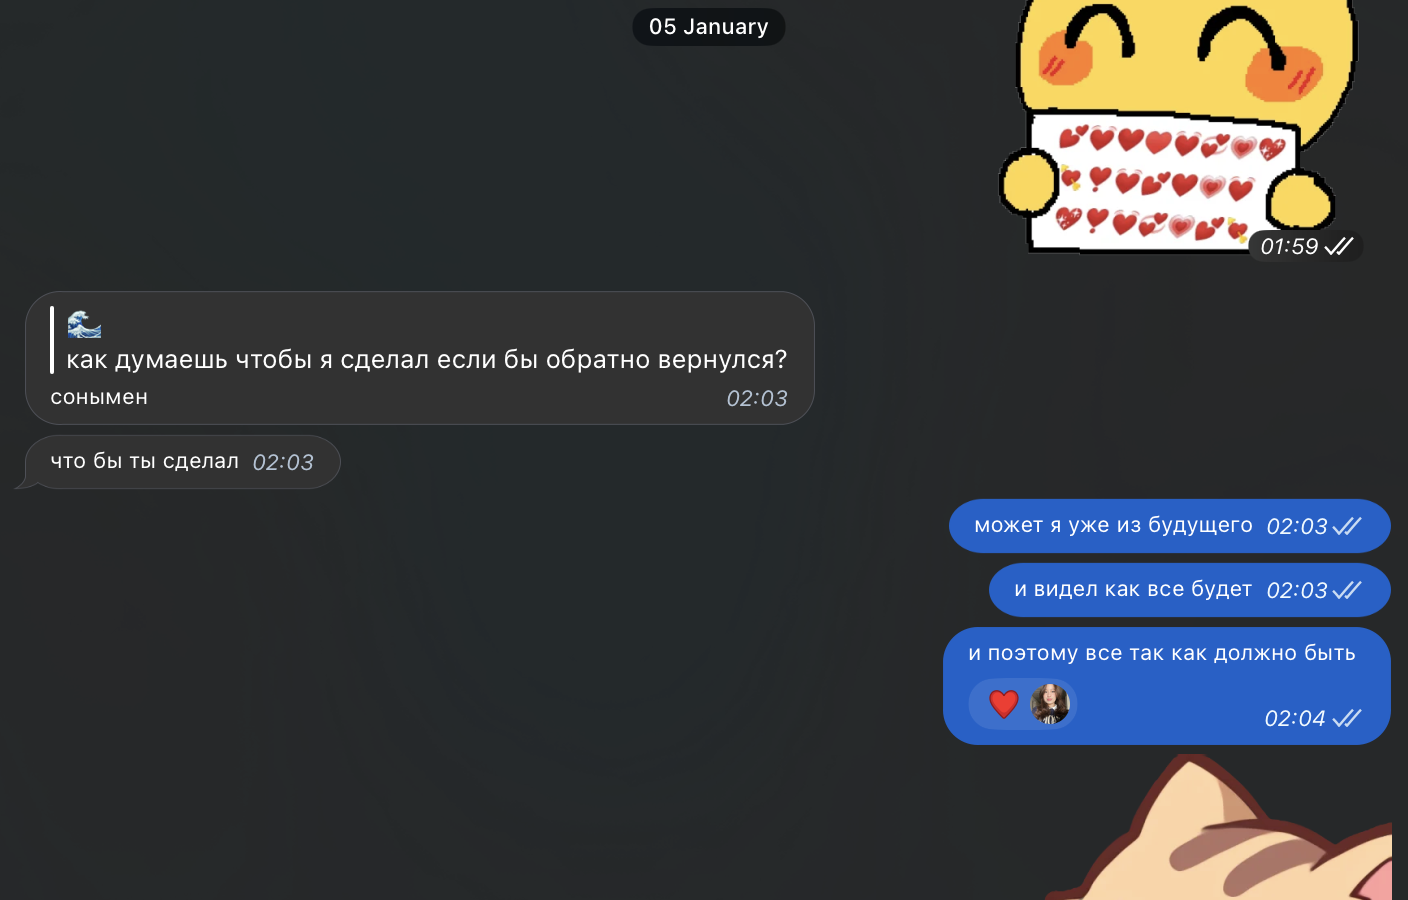 05 January
01:59
🌊
как думаешь чтобы я сделал если бы обратно вернулся?
сонымен 02:03
что бы ты сделал 02:03
может я уже из будущего 02:03
и видел как все будет 02:03
и поэтому все так как должно быть
❤️ 02:04